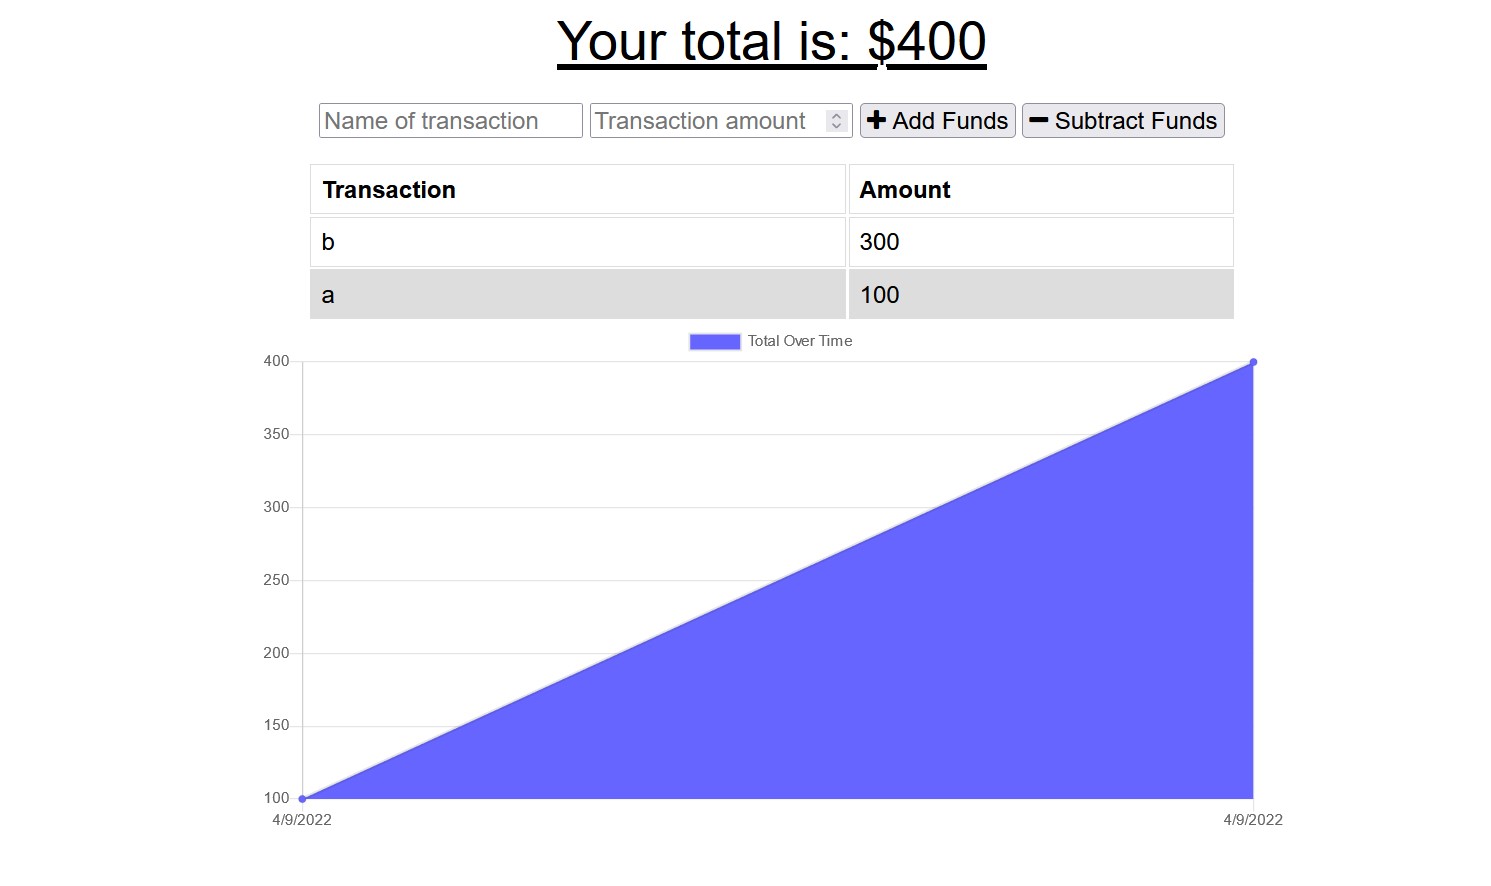 Your total is: $400
Name of transaction Transaction amount Add Funds Subtract Funds
Transaction Amount
b 300
a 100
Total Over Time
400
350
300
250
200
150
100
4/9/2022 4/9/2022